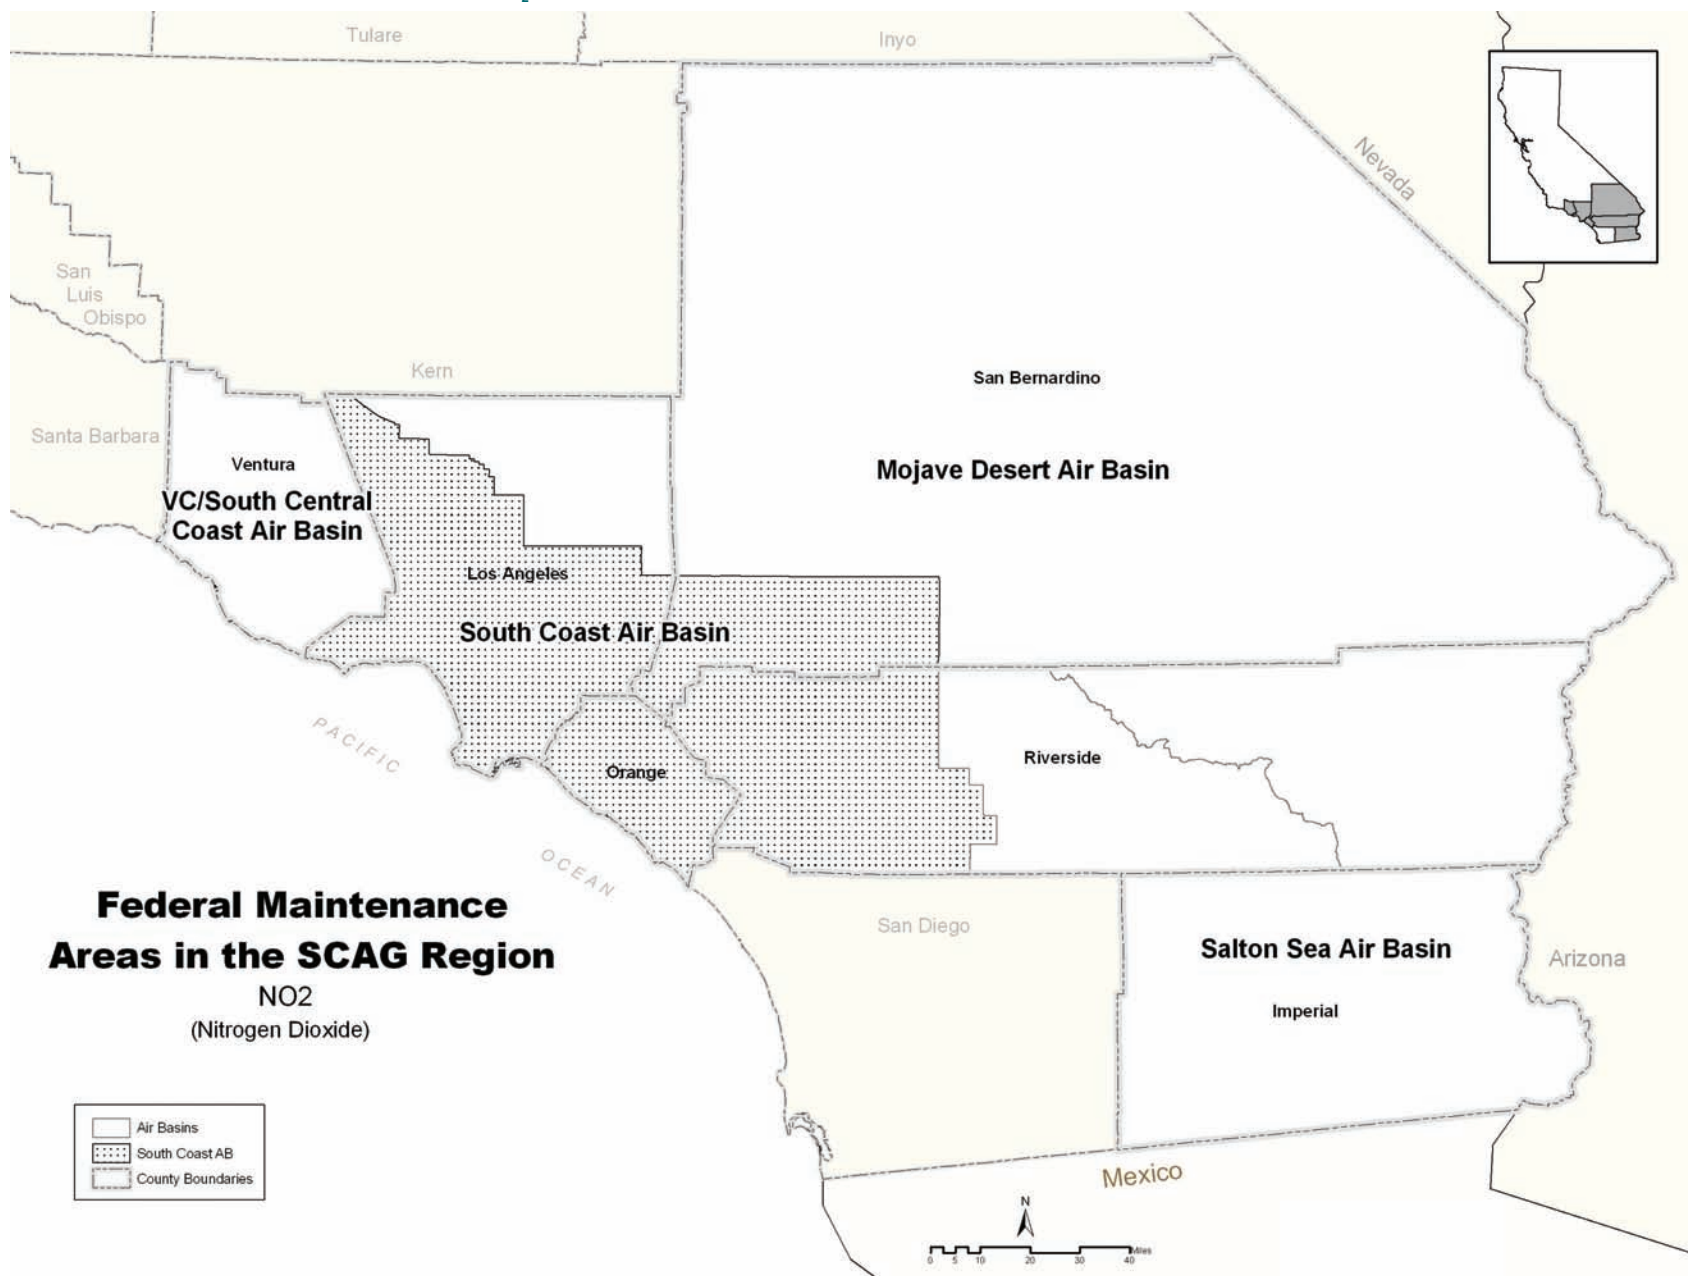 Tulare
Inyo
Nevada
San
Luis
Obispo
Kern
San Bernardino
Santa Barbara
Ventura
Mojave Desert Air Basin
VC/South Central
Coast Air Basin
Los Angeles
South Coast Air Basin
PACIFIC
Riverside
Orange
OCEAN
Federal Maintenance
Areas in the SCAG Region
NO2
(Nitrogen Dioxide)
San Diego
Salton Sea Air Basin
Arizona
Imperial
Air Basins
South Coast AB
County Boundaries
Mexico
N
Miles
0 5 10 20 30 40